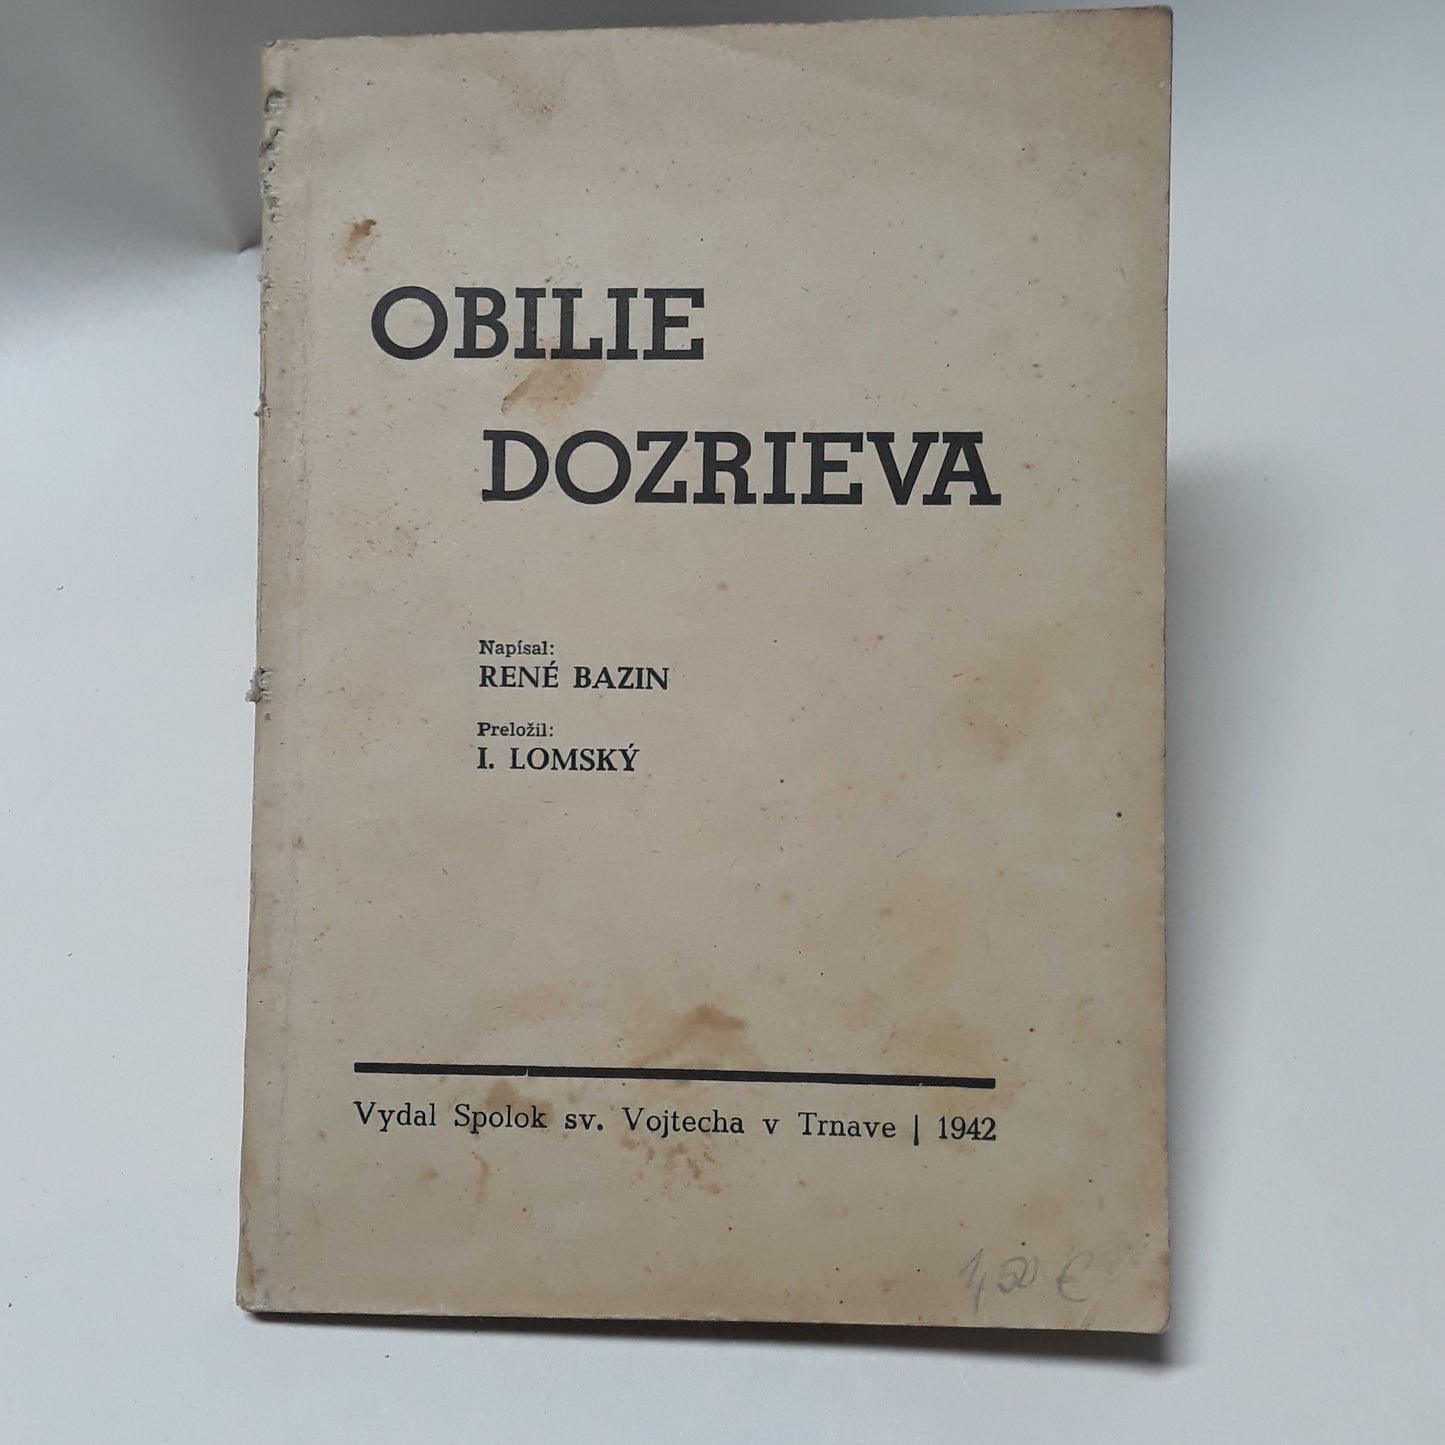 OBILIE
DOZRIEVA
Napísal:
RENÉ BAZIN
Preložil:
I. LOMSKÝ
Vydal Spolok sv. Vojtecha v Trnave | 1942
1,50 €